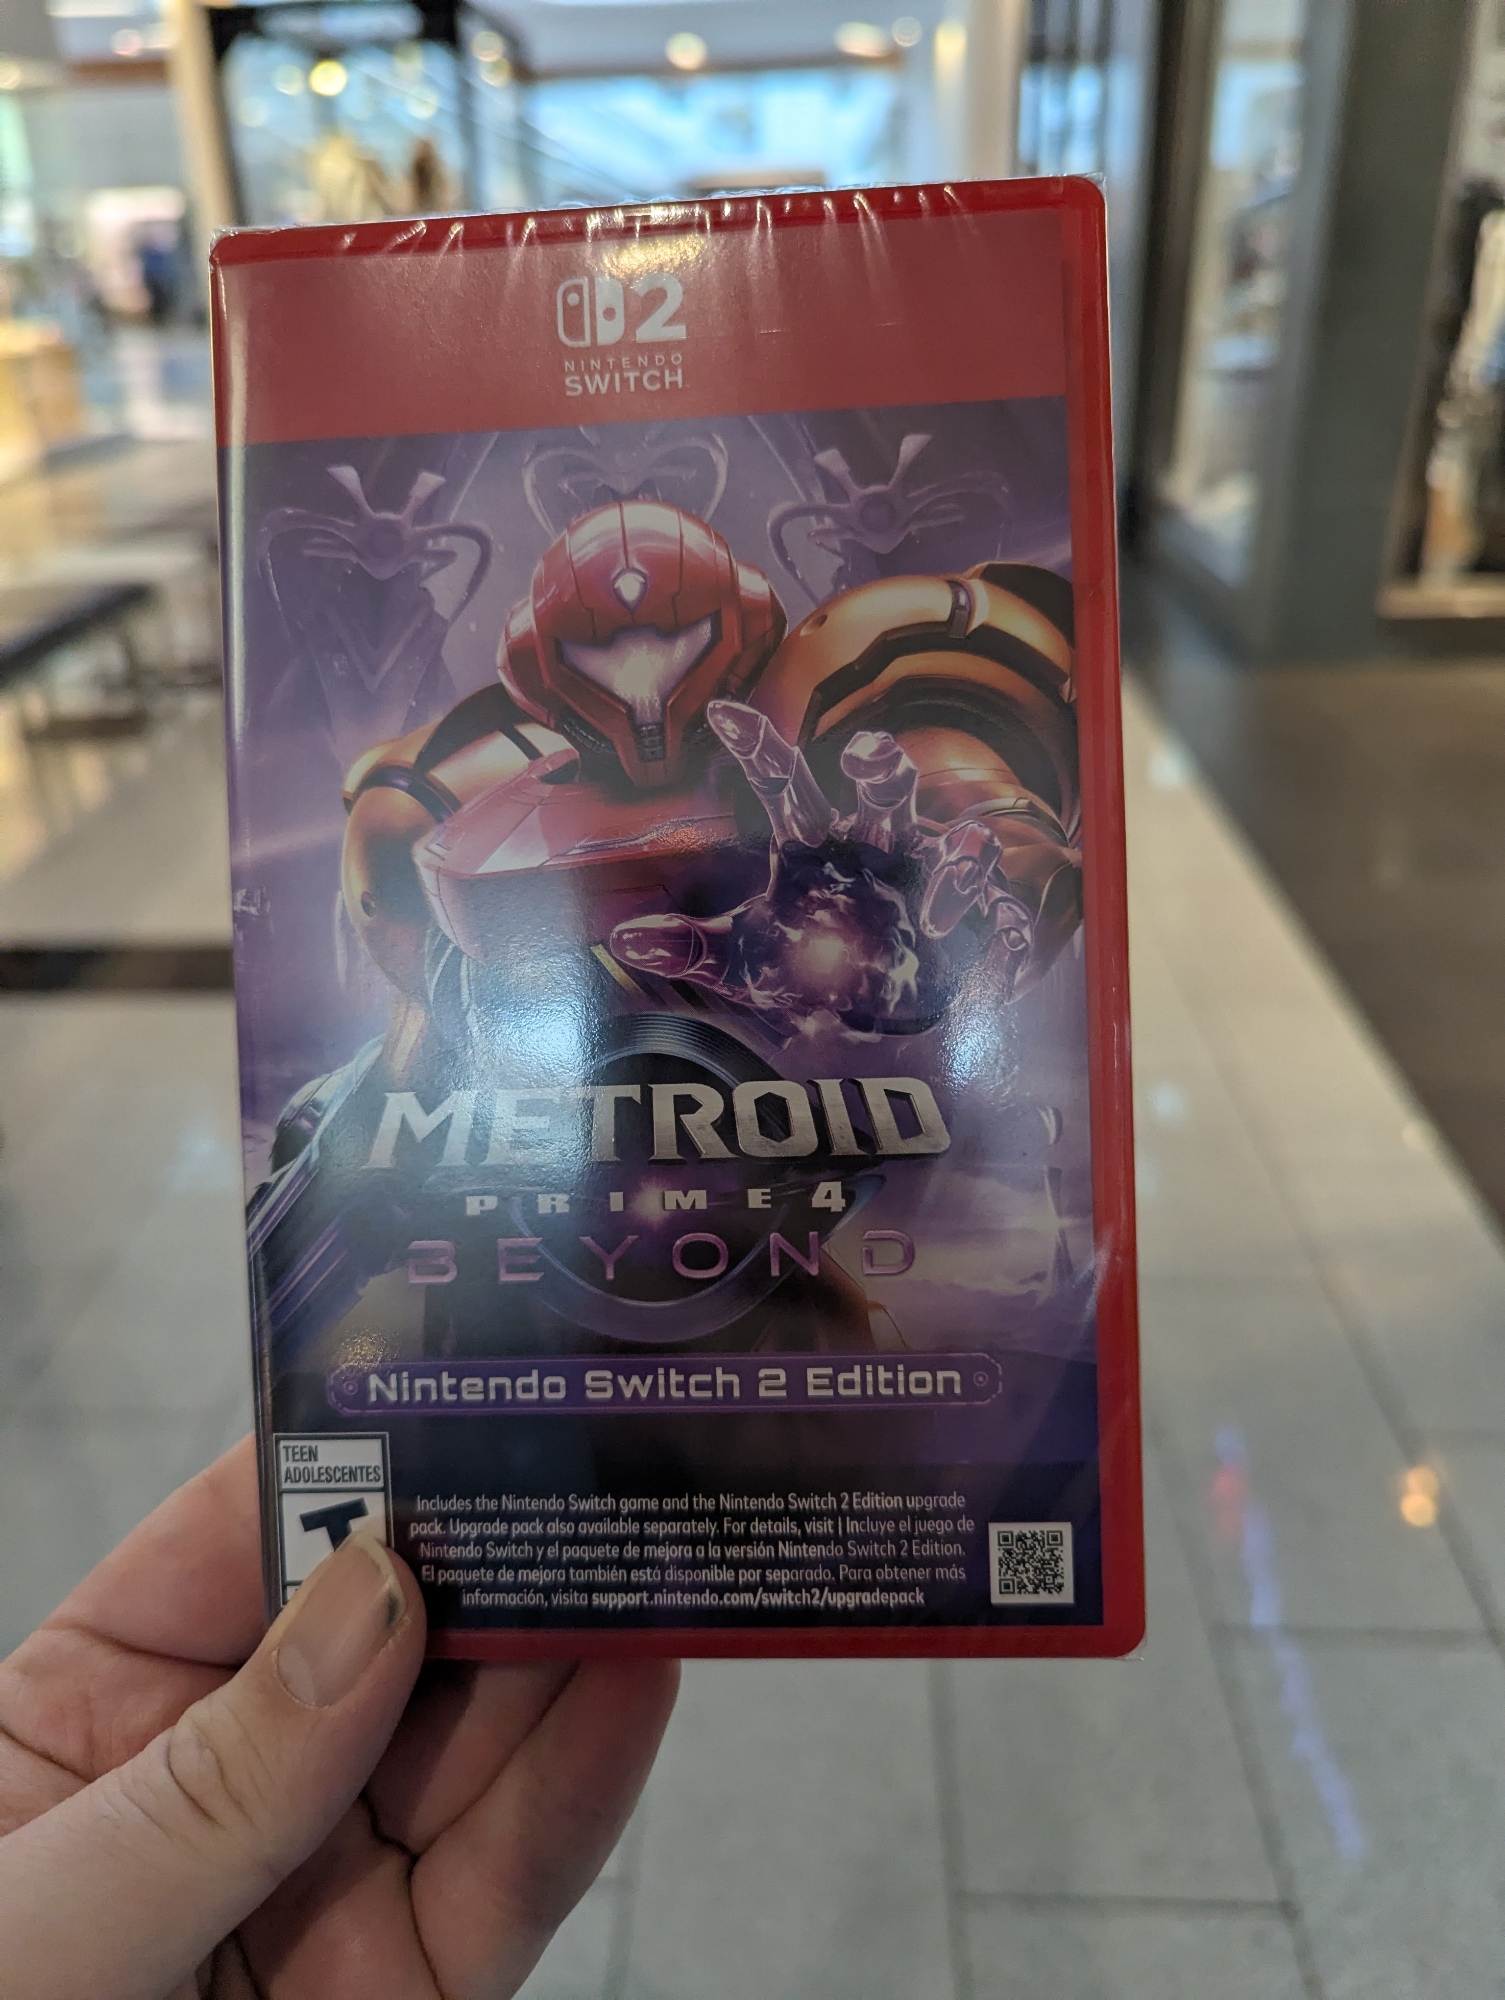 2
NINTENDO
SWITCH
METROID
PRIME 4
BEYOND
Nintendo Switch 2 Edition
TEEN
ADOLESCENTES
T
Includes the Nintendo Switch game and the Nintendo Switch 2 Edition upgrade
pack. Upgrade pack also available separately. For details, visit | Incluye el juego de
Nintendo Switch y el paquete de mejora a la versión Nintendo Switch 2 Edition.
El paquete de mejora también está disponible por separado. Para obtener más
información, visita support.nintendo.com/switch2/upgradepack